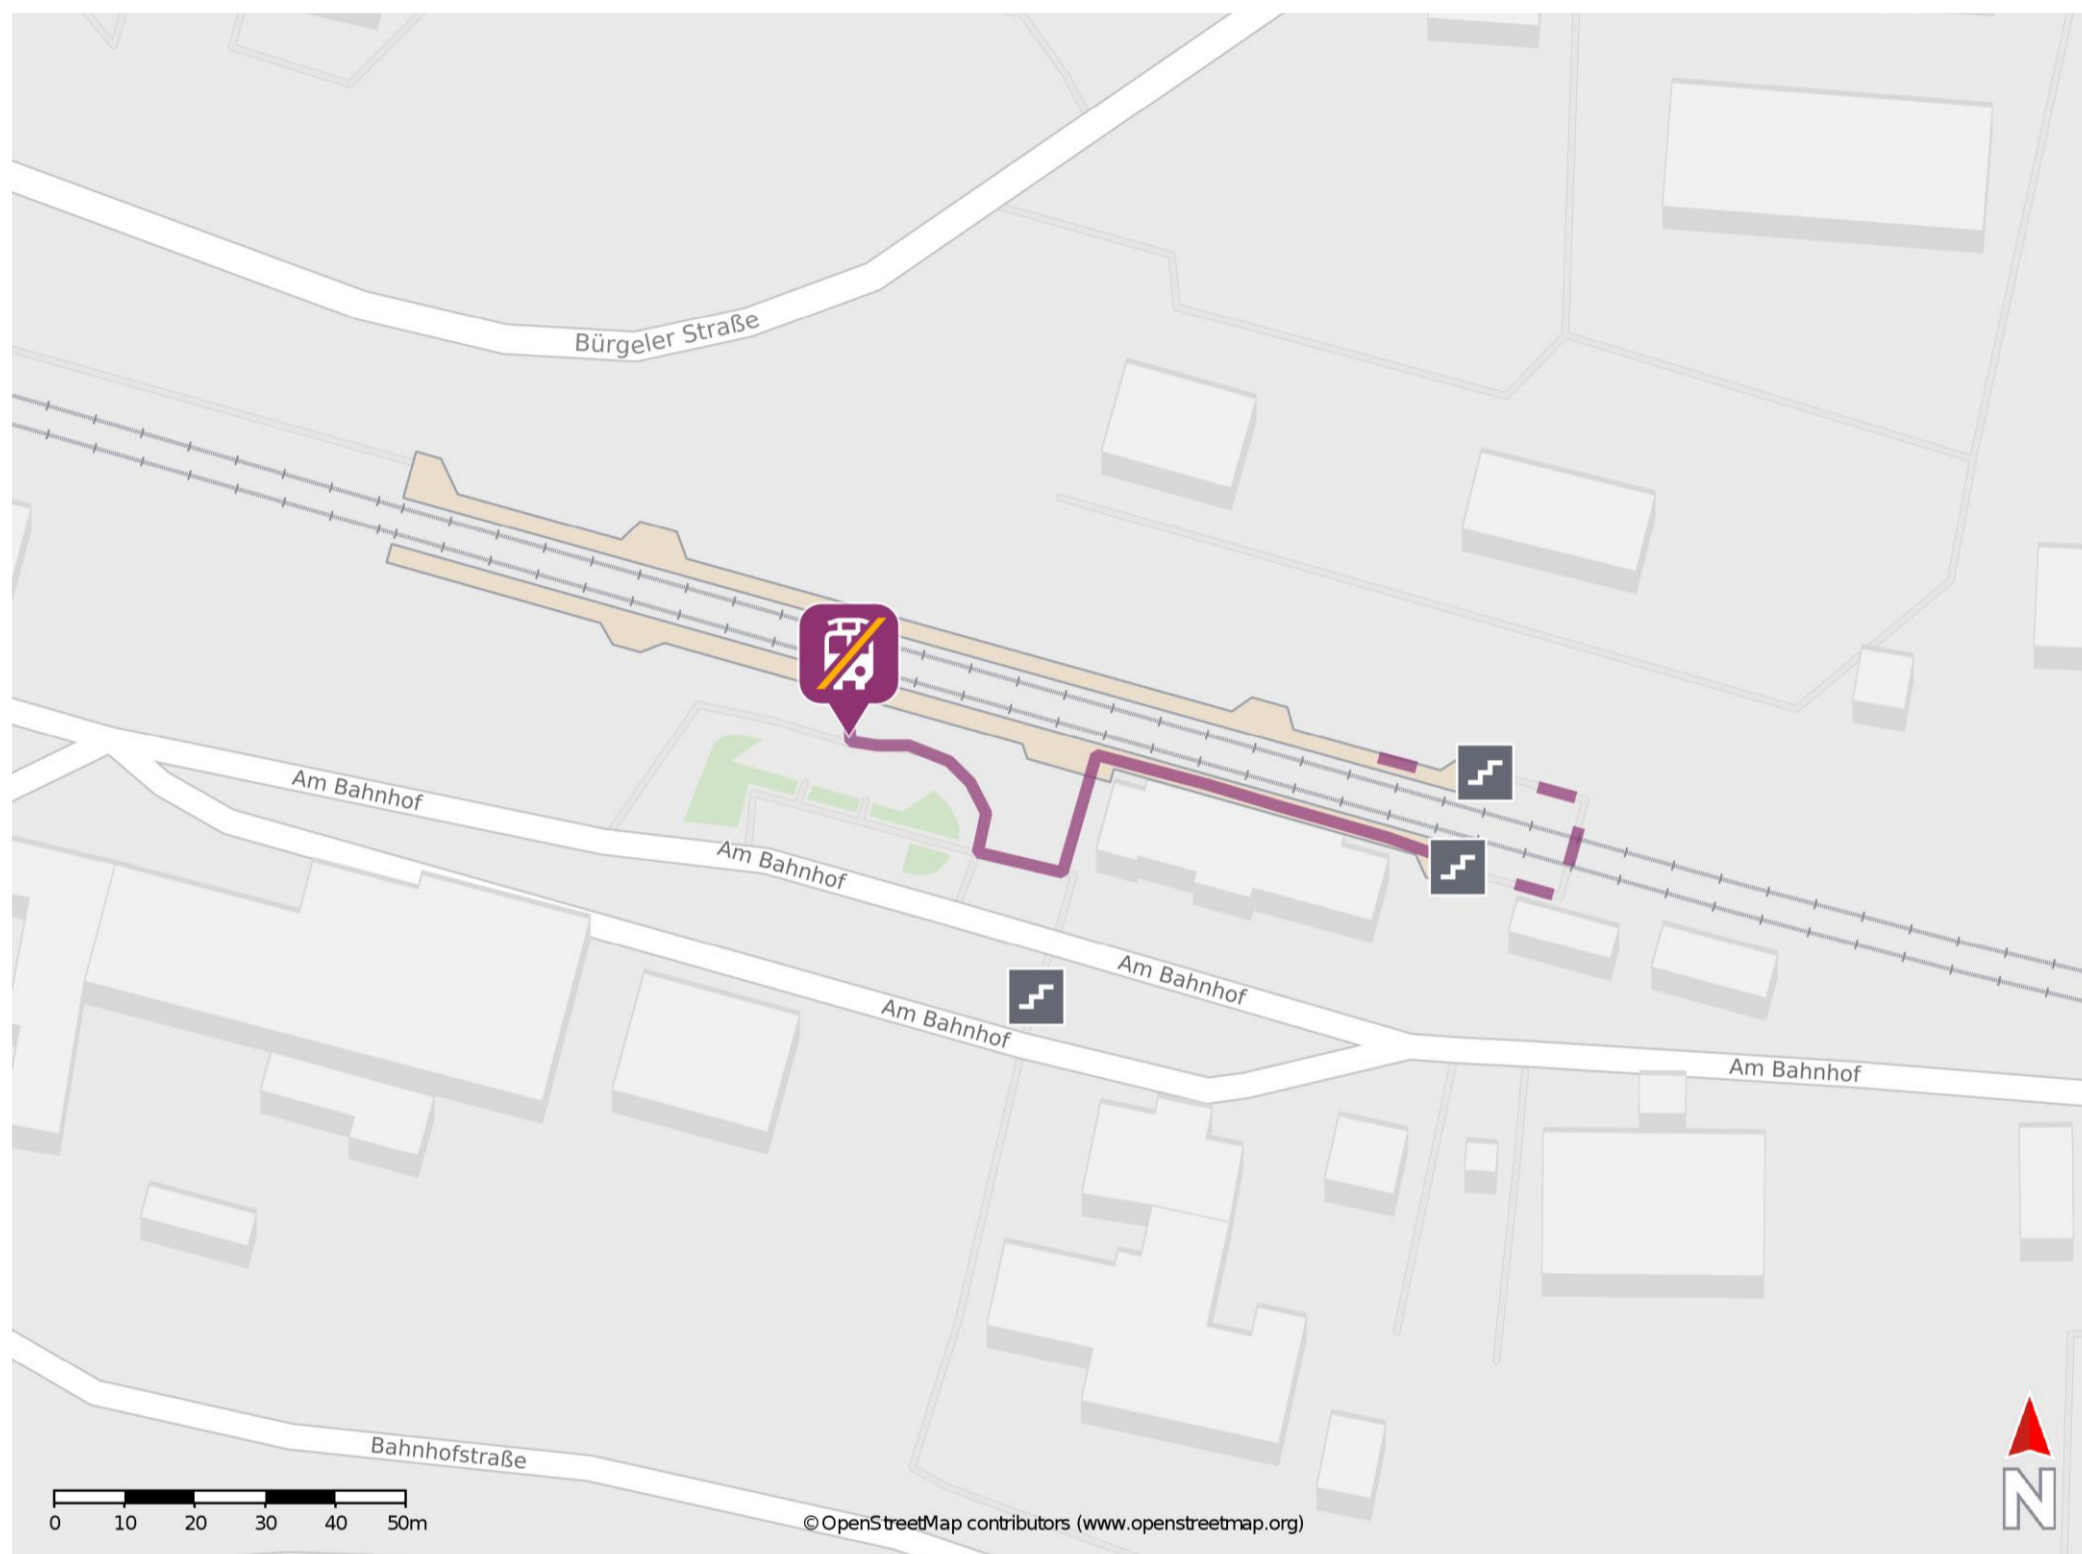 Bürgeler Straße
Am Bahnhof
Am Bahnhof
Am Bahnhof
Am Bahnhof
Am Bahnhof
Bahnhofstraße
N
0 10 20 30 40 50m
© OpenStreetMap contributors (www.openstreetmap.org)